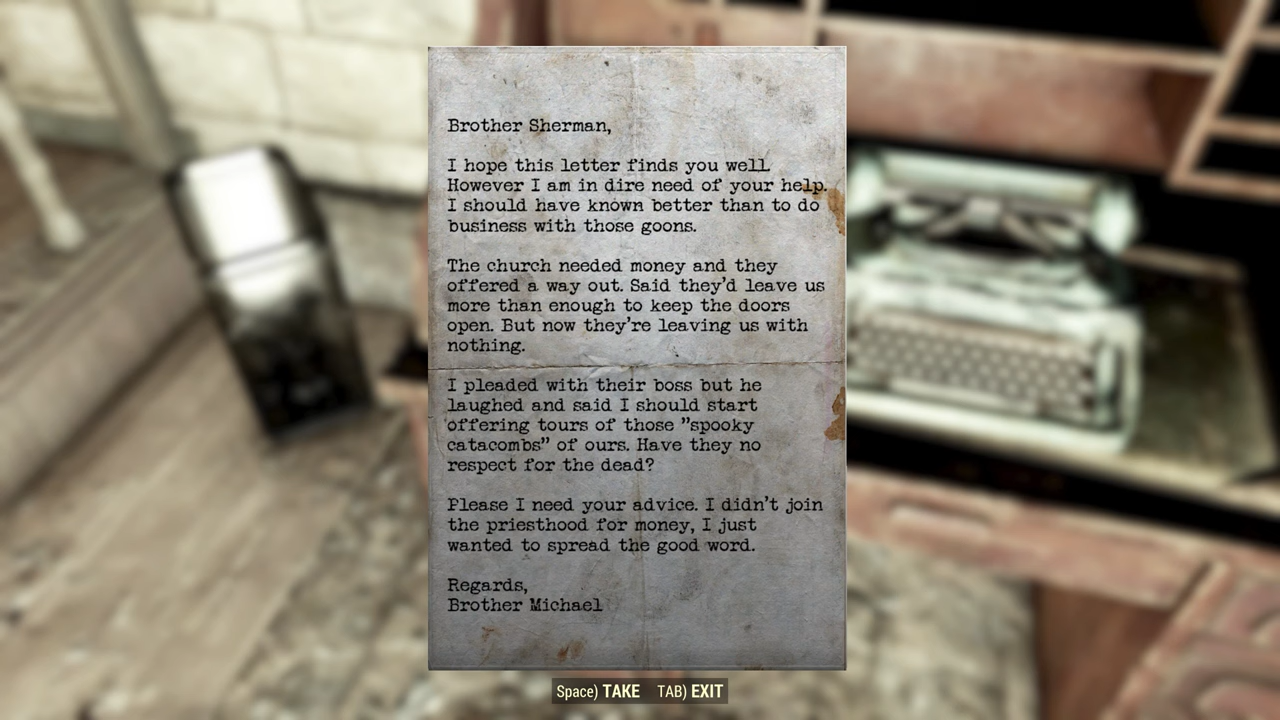 Brother Sherman,
I hope this letter finds you well.
However I am in dire need of your help.
I should have known better than to do
business with those goons.
The church needed money and they
offered a way out. Said they'd leave us
more than enough to keep the doors
open. But now they're leaving us with
nothing.
I pleaded with their boss but he
laughed and said I should start
offering tours of those "spooky
catacombs" of ours. Have they no
respect for the dead?
Please I need your advice. I didn't join
the priesthood for money, I just
wanted to spread the good word.
Regards,
Brother Michael
Space) TAKE TAB) EXIT